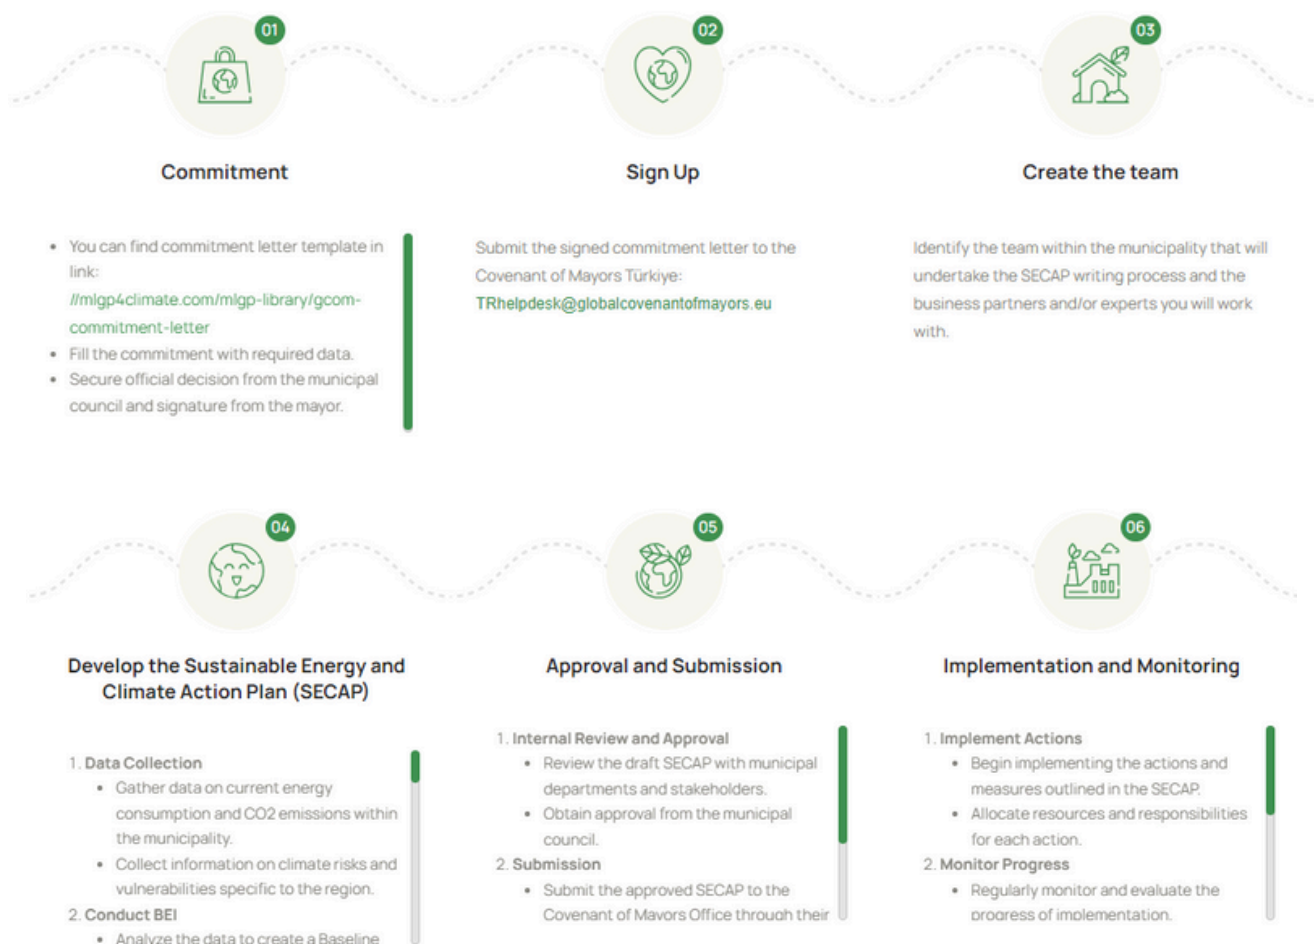 01
02
03
Commitment
Sign Up
Create the team
• You can find commitment letter template in
link:
//mlgp4climate.com/mlgp-library/gcom-
commitment-letter
• Fill the commitment with required data.
• Secure official decision from the municipal
council and signature from the mayor.
Submit the signed commitment letter to the
Covenant of Mayors Türkiye:
TRhelpdesk@globalcovenantofmayors.eu
Identify the team within the municipality that will
undertake the SECAP writing process and the
business partners and/or experts you will work
with.
04
05
06
Develop the Sustainable Energy and
Climate Action Plan (SECAP)
Approval and Submission
Implementation and Monitoring
1. Data Collection
• Gather data on current energy
consumption and CO2 emissions within
the municipality.
• Collect information on climate risks and
vulnerabilities specific to the region.
2. Conduct BEI
• Analyze the data to create a Baseline
1. Internal Review and Approval
• Review the draft SECAP with municipal
departments and stakeholders.
• Obtain approval from the municipal
council.
2. Submission
• Submit the approved SECAP to the
Covenant of Mayors Office through their
1. Implement Actions
• Begin implementing the actions and
measures outlined in the SECAP.
• Allocate resources and responsibilities
for each action.
2. Monitor Progress
• Regularly monitor and evaluate the
progress of implementation.